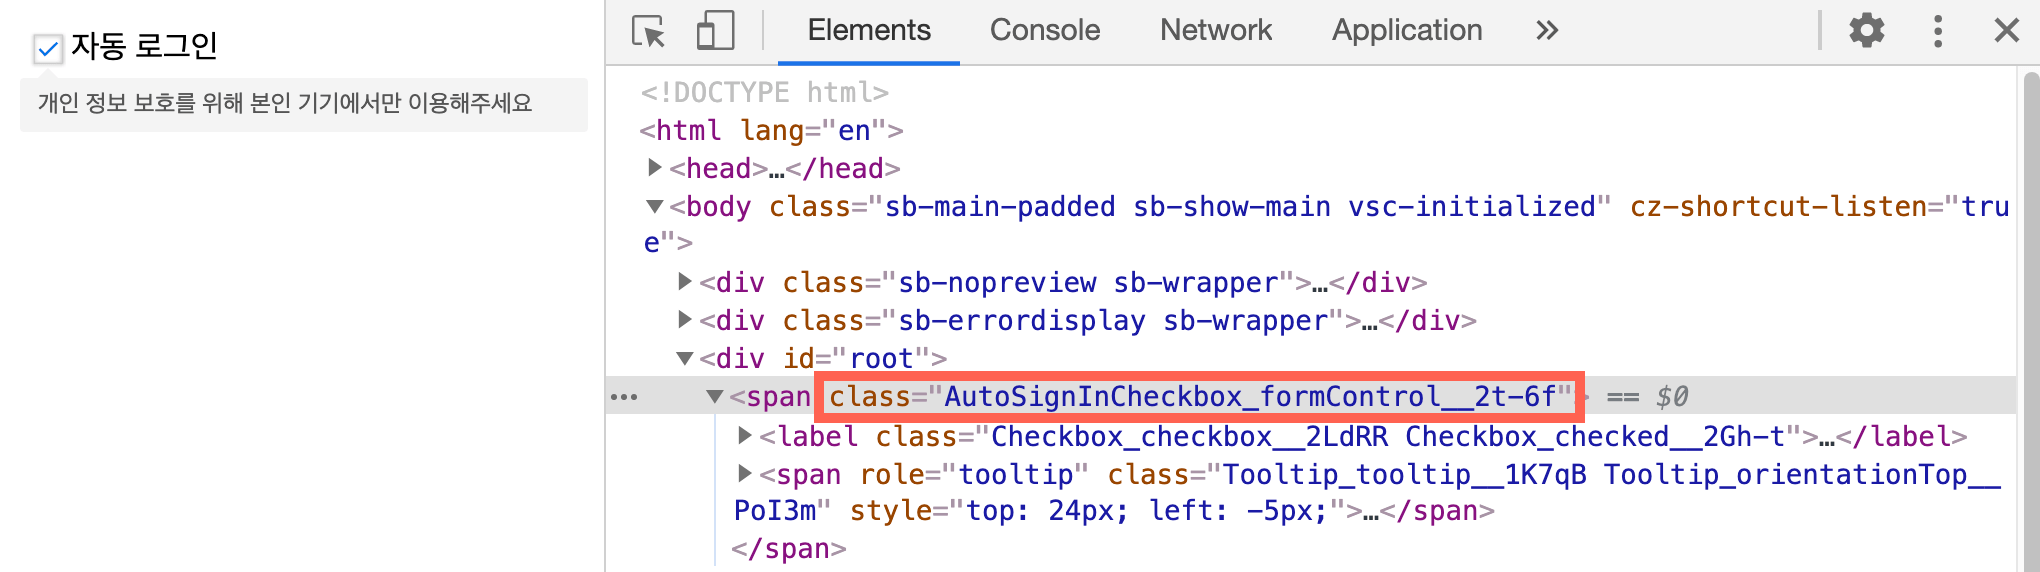 자동 로그인
개인 정보 보호를 위해 본인 기기에서만 이용해주세요
Elements Console Network Application »
<!DOCTYPE html>
<html lang="en">
▶<head>…</head>
▼<body class="sb-main-padded sb-show-main vsc-initialized" cz-shortcut-listen="tru
e">
▶<div class="sb-nopreview sb-wrapper">…</div>
▶<div class="sb-errordisplay sb-wrapper">…</div>
▼<div id="root">
… ▼<span class="AutoSignInCheckbox_formControl__2t-6f"> == $0
▶<label class="Checkbox_checkbox__2LdRR Checkbox_checked__2Gh-t">…</label>
▶<span role="tooltip" class="Tooltip_tooltip__1K7qB Tooltip_orientationTop__
PoI3m" style="top: 24px; left: -5px;">…</span>
</span>